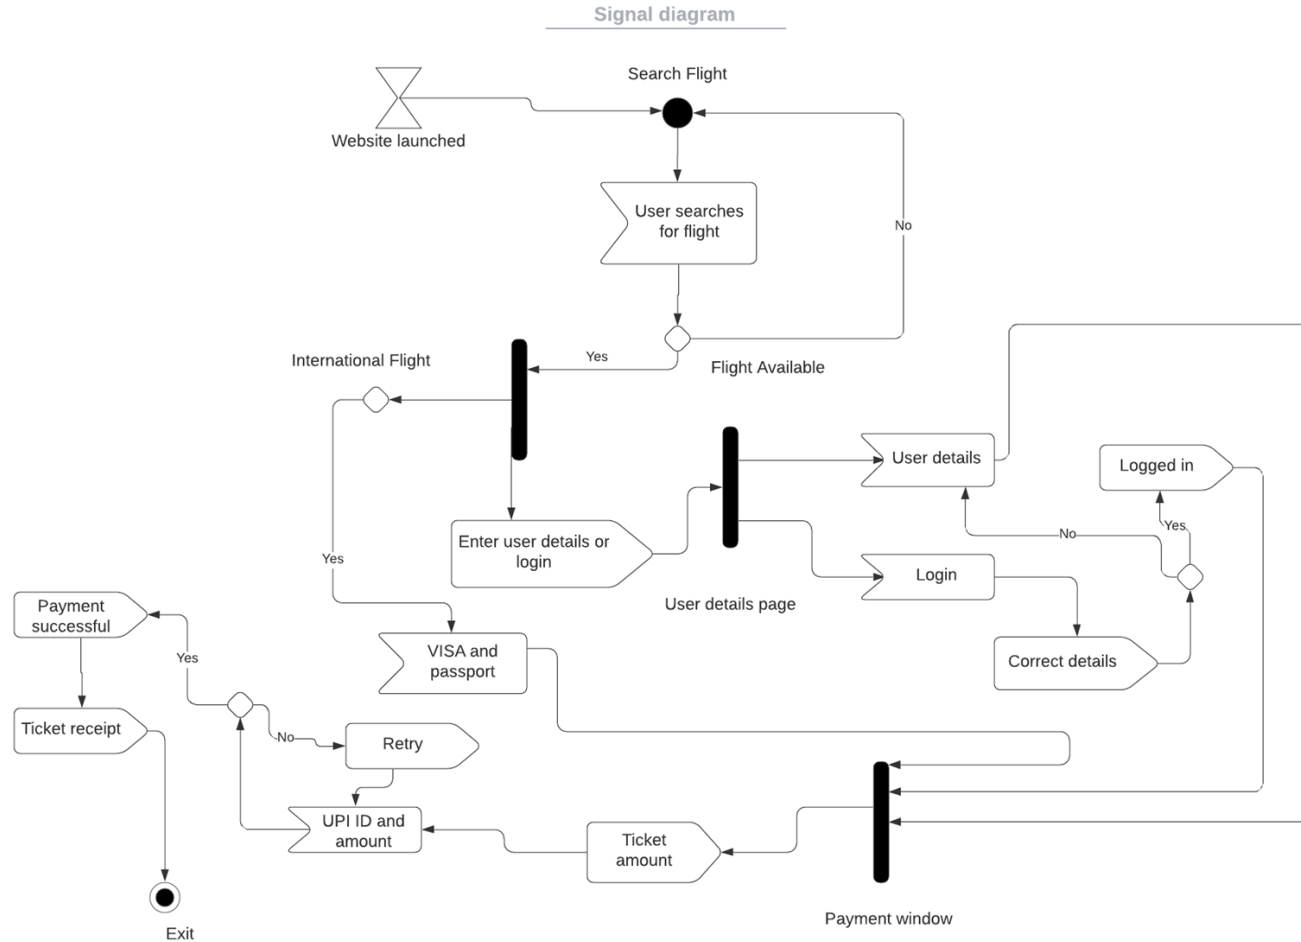 Signal diagram
Search Flight
Website launched
User searches
for flight
No
Yes
International Flight
Flight Available
User details
Logged in
Yes
No
Enter user details or
login
Yes
Login
User details page
Payment
successful
VISA and
passport
Correct details
Yes
Ticket receipt
No
Retry
UPI ID and
amount
Ticket
amount
Payment window
Exit